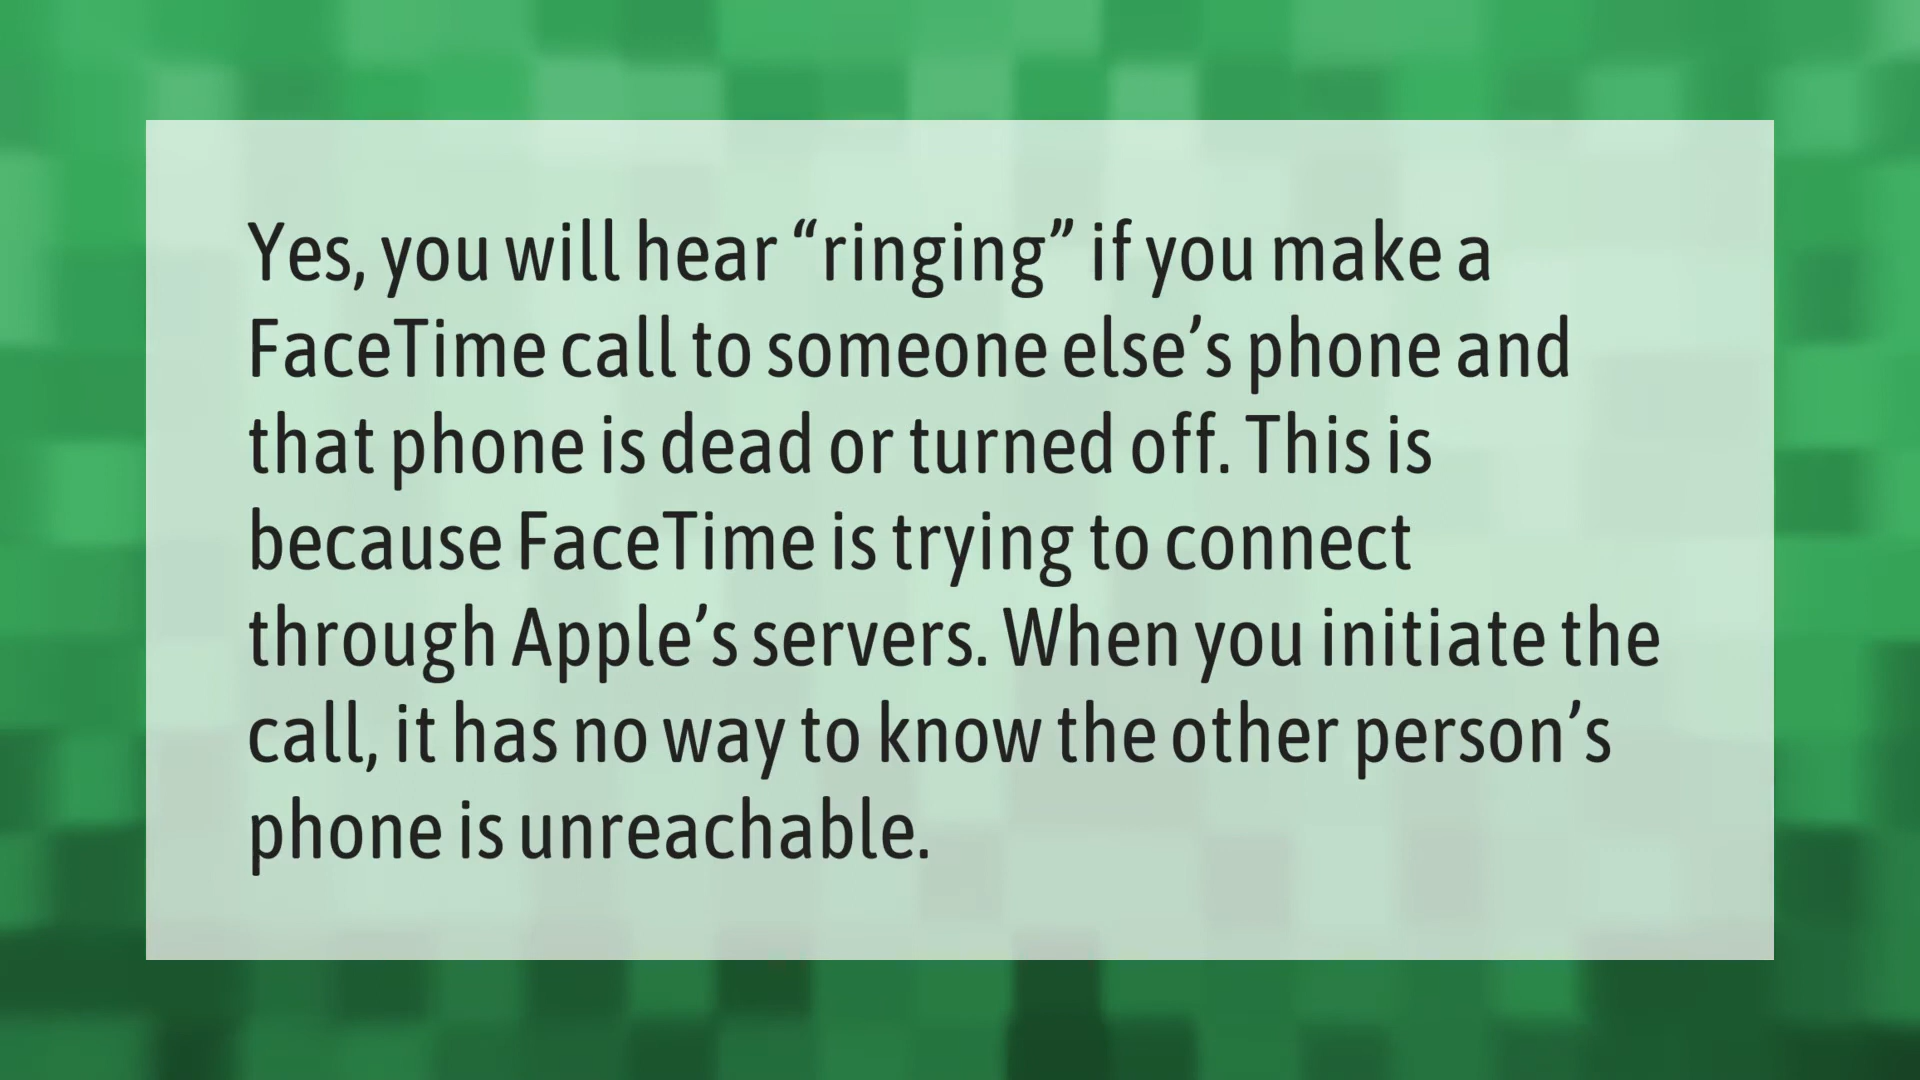 Yes, you will hear “ringing” if you make a
FaceTime call to someone else’s phone and
that phone is dead or turned off. This is
because FaceTime is trying to connect
through Apple’s servers. When you initiate the
call, it has no way to know the other person’s
phone is unreachable.